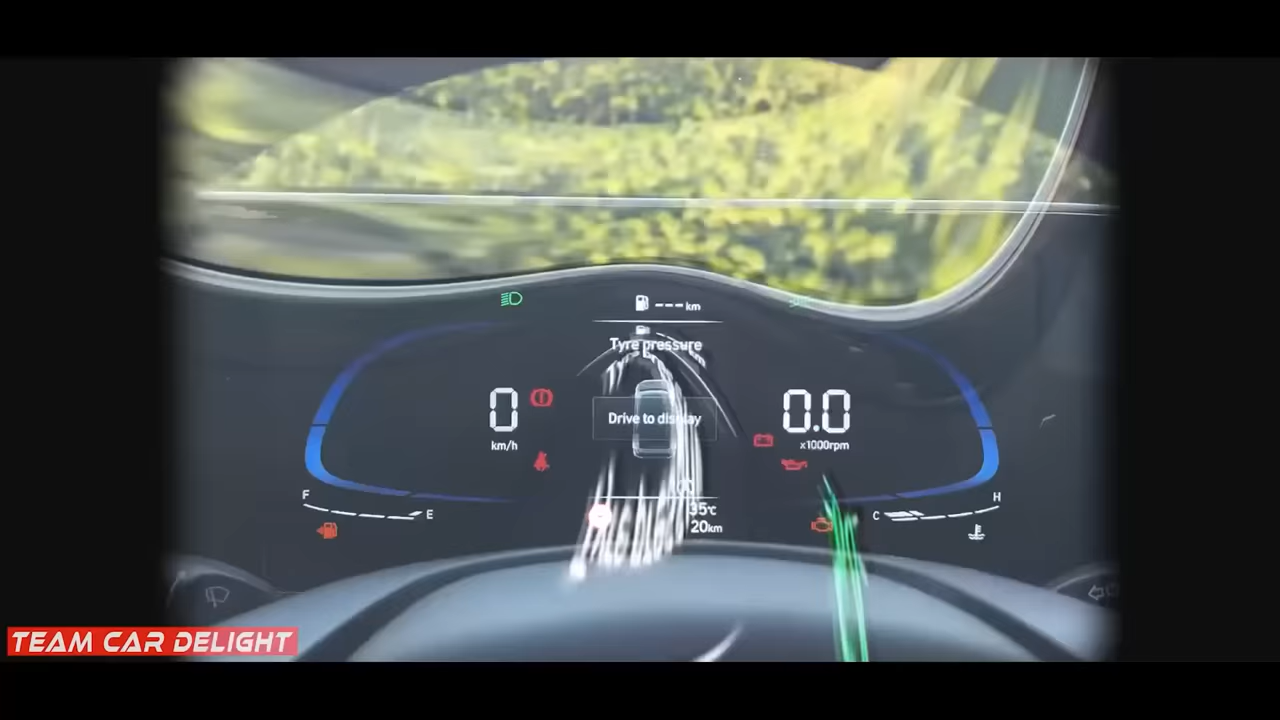 --- km
Tyre pressure
Drive to display
0
km/h
0.0
x1000rpm
F
E
C
H
35℃
20km
TEAM CAR DELIGHT